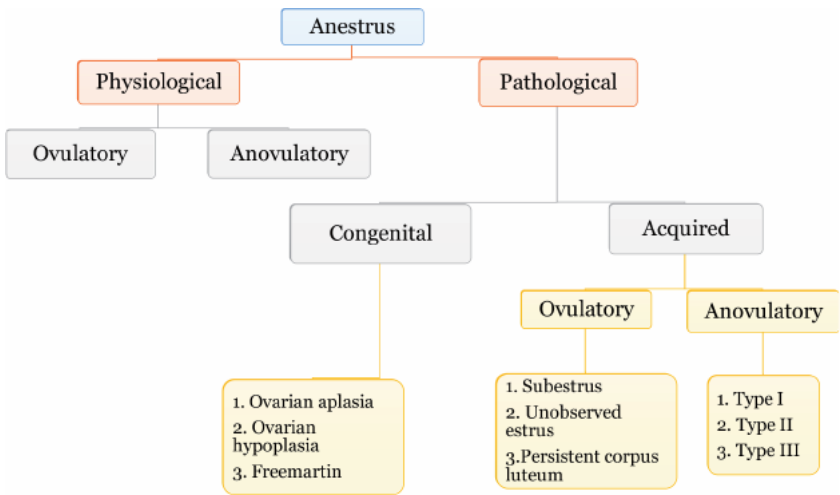 Anestrus
Physiological
Pathological
Ovulatory
Anovulatory
Congenital
Acquired
Ovulatory
Anovulatory
1. Ovarian aplasia
2. Ovarian
hypoplasia
3. Freemartin
1. Subestrus
2. Unobserved
estrus
3.Persistent corpus
luteum
1. Type I
2. Type II
3. Type III